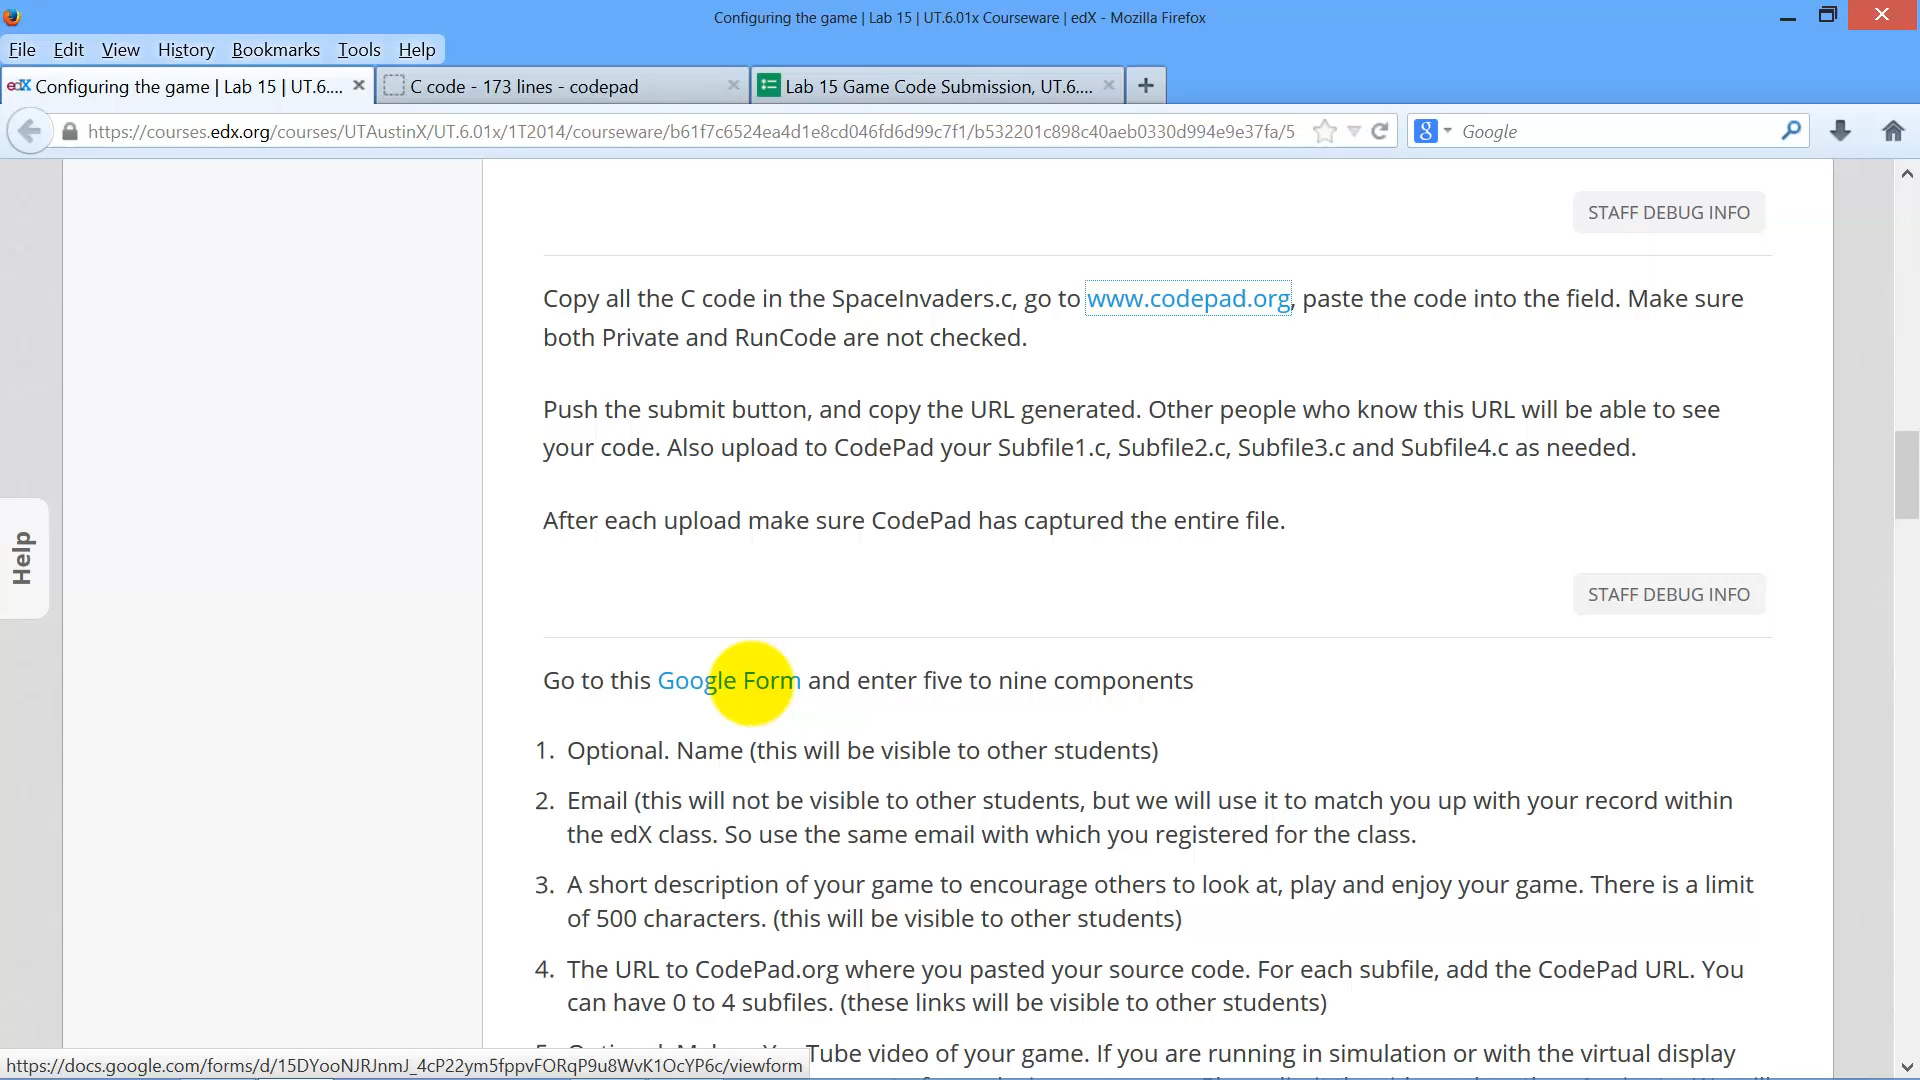 Configuring the game | Lab 15 | UT.6.01x Courseware | edX - Mozilla Firefox
File Edit View History Bookmarks Tools Help
edX Configuring the game | Lab 15 | UT.6.... C code - 173 lines - codepad Lab 15 Game Code Submission, UT.6....
https://courses.edx.org/courses/UTAustinX/UT.6.01x/1T2014/courseware/b61f7c6524ea4d1e8cd046fd6d99c7f1/b532201c898c40aeb0330d994e9e37fa/5 Google
STAFF DEBUG INFO
Copy all the C code in the SpaceInvaders.c, go to www.codepad.org, paste the code into the field. Make sure
both Private and RunCode are not checked.
Push the submit button, and copy the URL generated. Other people who know this URL will be able to see
your code. Also upload to CodePad your Subfile1.c, Subfile2.c, Subfile3.c and Subfile4.c as needed.
After each upload make sure CodePad has captured the entire file.
Help
STAFF DEBUG INFO
Go to this Google Form and enter five to nine components
1. Optional. Name (this will be visible to other students)
2. Email (this will not be visible to other students, but we will use it to match you up with your record within
the edX class. So use the same email with which you registered for the class.
3. A short description of your game to encourage others to look at, play and enjoy your game. There is a limit
of 500 characters. (this will be visible to other students)
4. The URL to CodePad.org where you pasted your source code. For each subfile, add the CodePad URL. You
can have 0 to 4 subfiles. (these links will be visible to other students)
Tube video of your game. If you are running in simulation or with the virtual display
https://docs.google.com/forms/d/15DYooNJRJnmJ_4cP22ym5fppvFORqP9u8WvK1OcYP6c/viewform